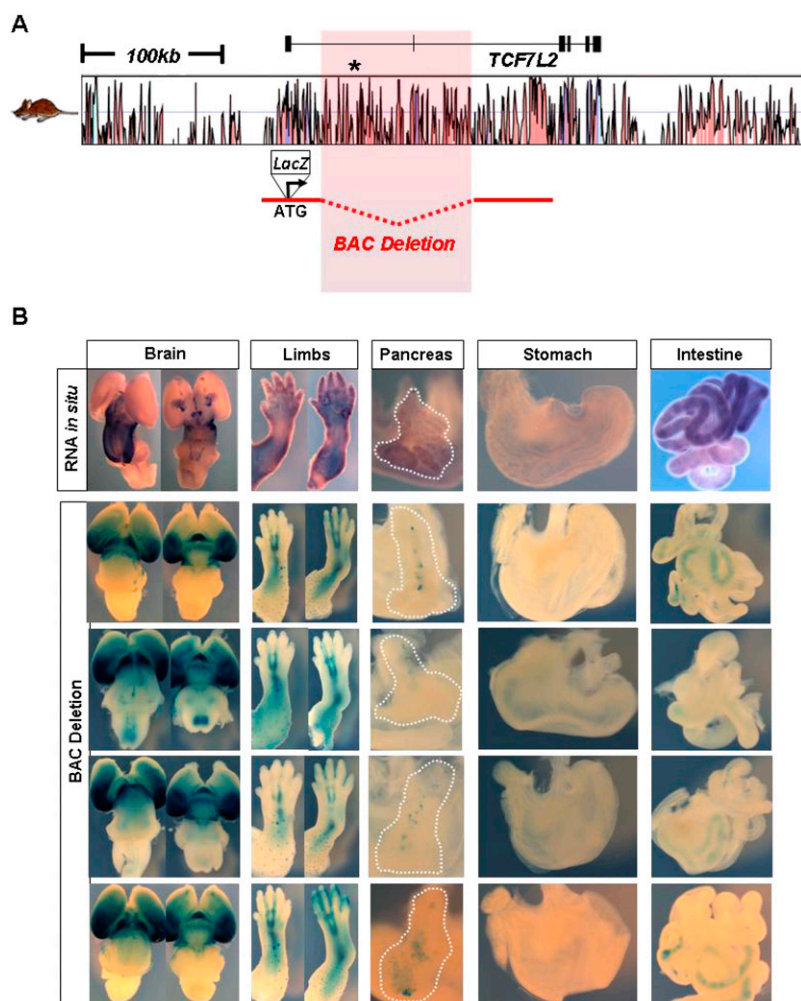 A
100kb
TCF7L2
*
LacZ
ATG
BAC Deletion
B
Brain
Limbs
Pancreas
Stomach
Intestine
RNA in situ
BAC Deletion